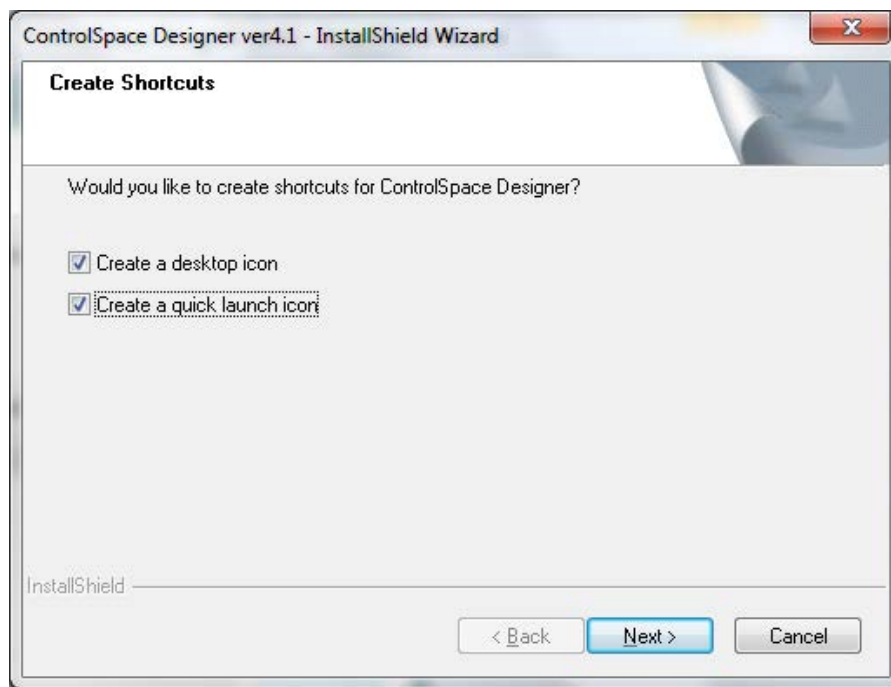 ControlSpace Designer ver4.1 - InstallShield Wizard
Create Shortcuts
Would you like to create shortcuts for ControlSpace Designer?
Create a desktop icon
Create a quick launch icon
InstallShield
< Back Next > Cancel